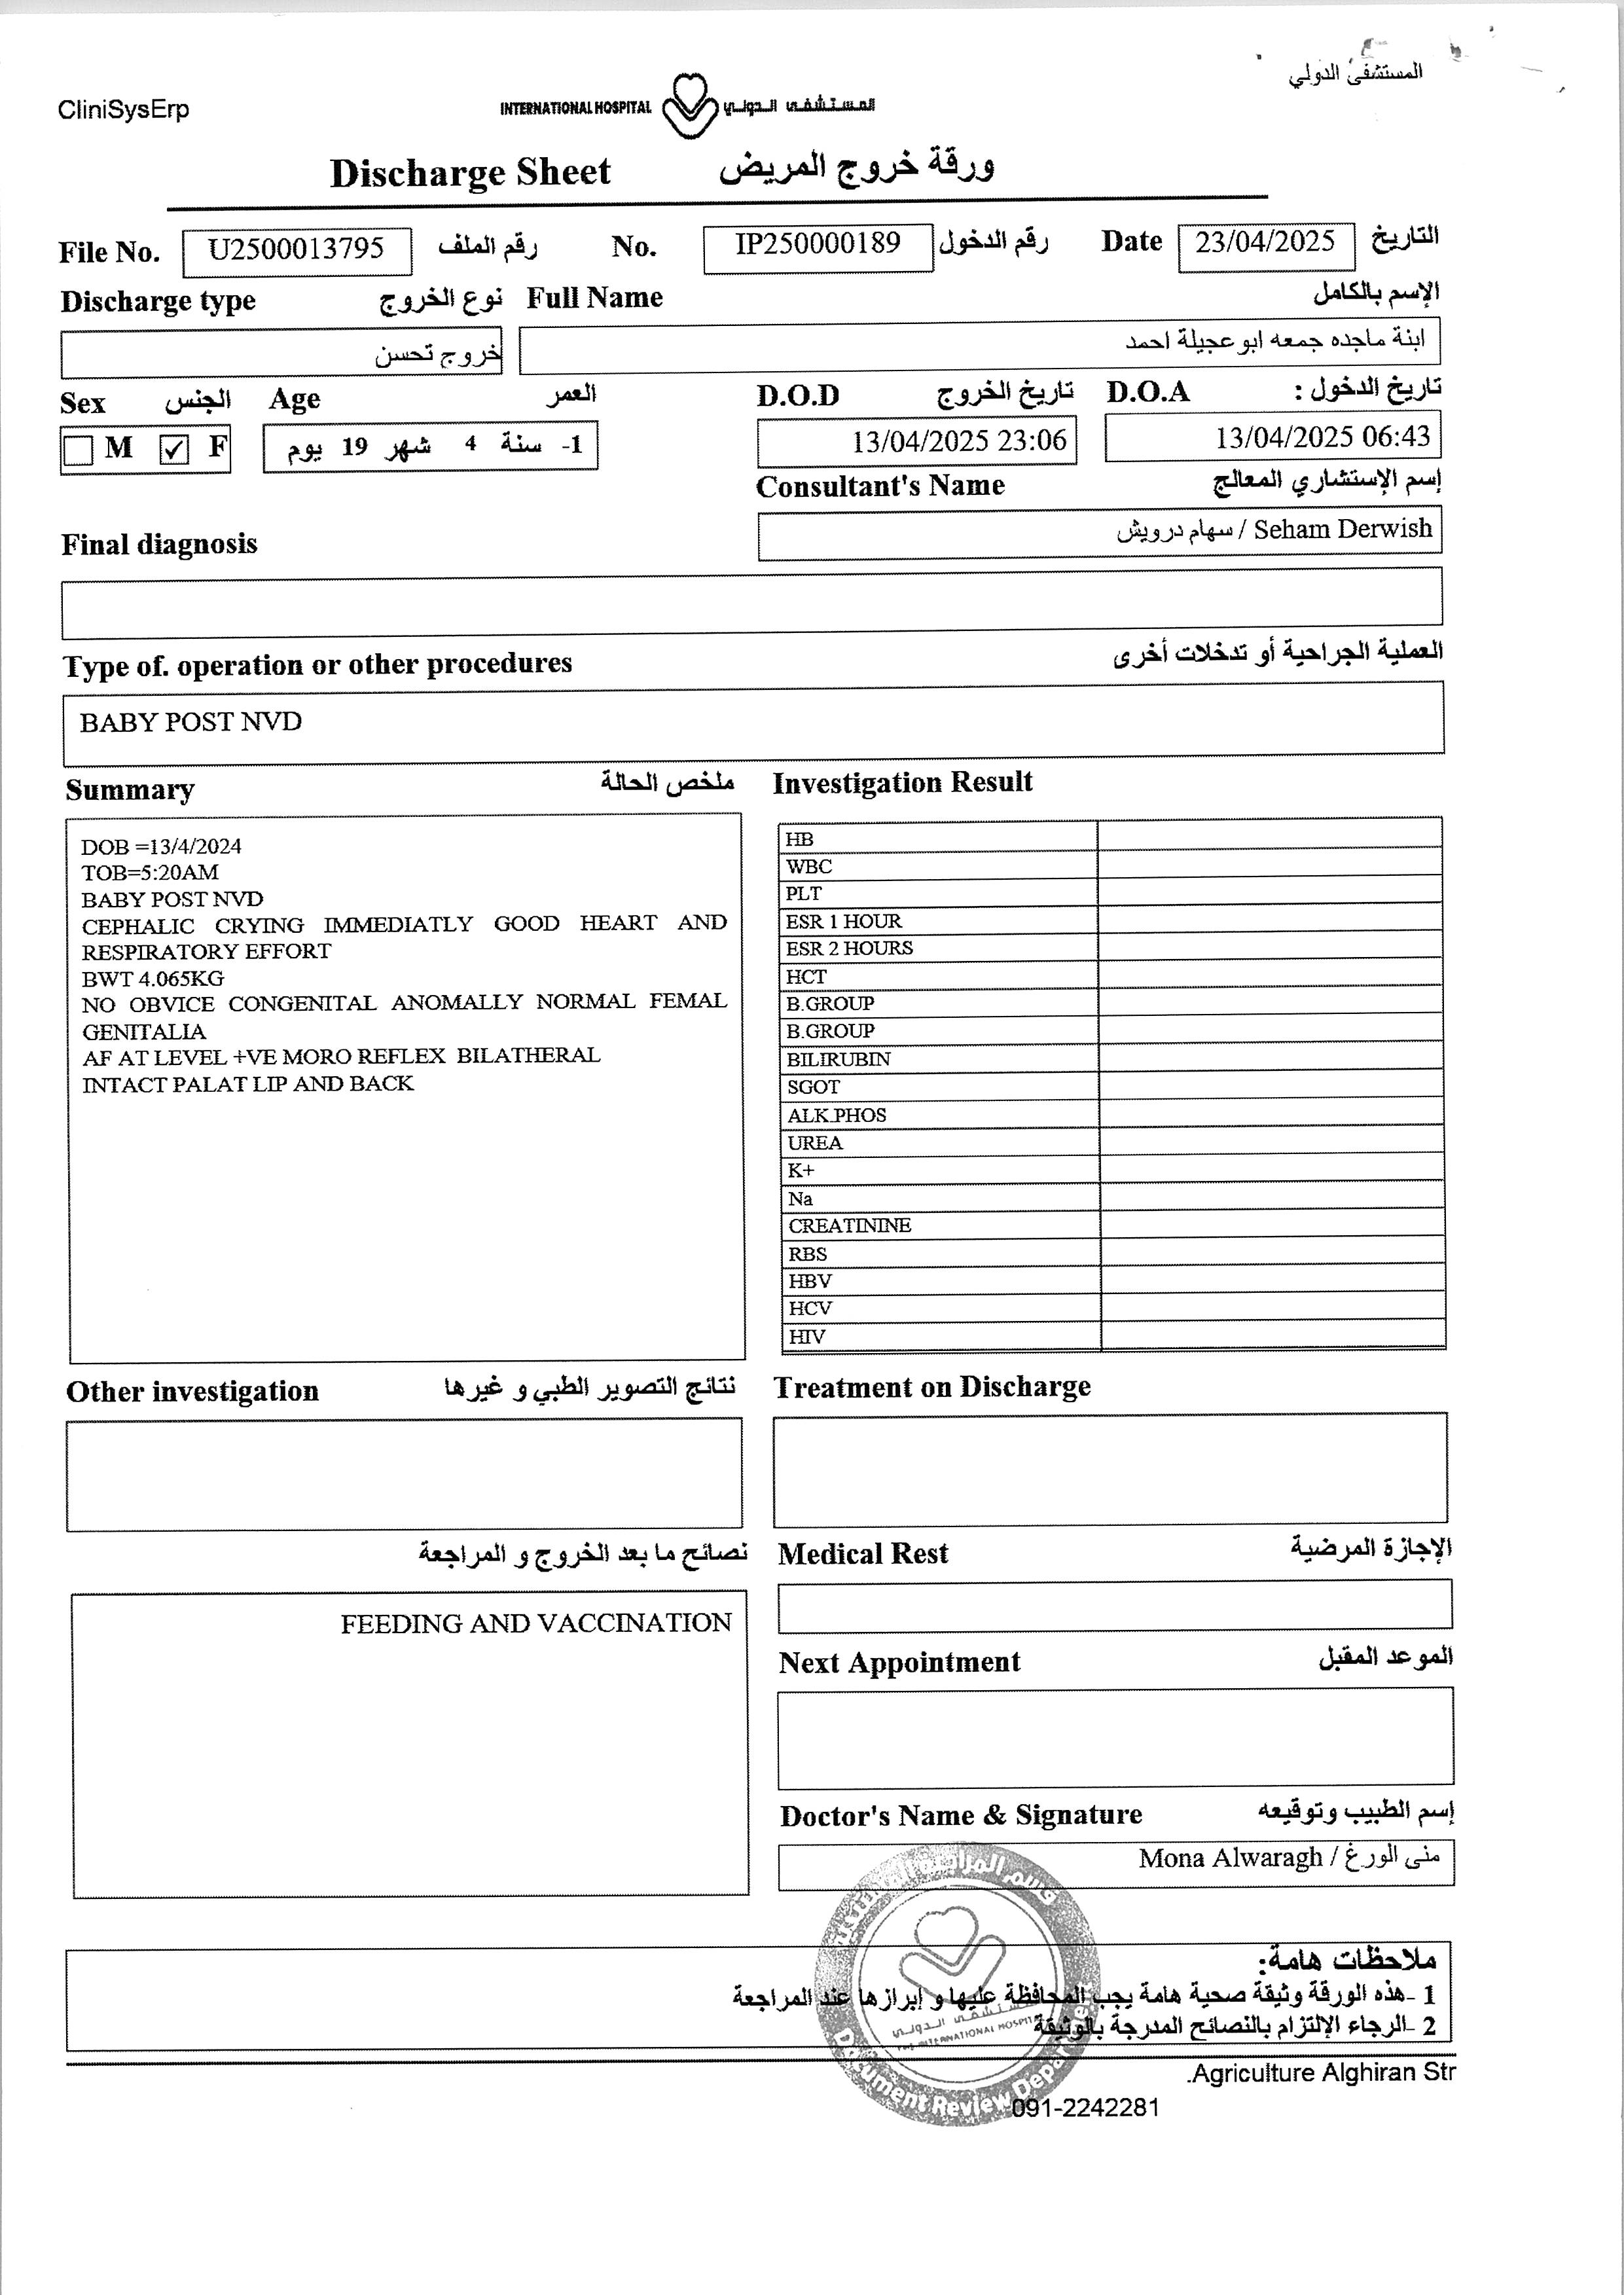 المستشفى الدولي
CliniSysErp
INTERNATIONAL HOSPITAL المستشفى الدولي
Discharge Sheet ورقة خروج المريض
File No. U2500013795 رقم الملف No. IP250000189 رقم الدخول Date 23/04/2025 التاريخ
Discharge type نوع الخروج Full Name الإسم بالكامل
خروج تحسن ابنة ماجده جمعه ابوعجيلة احمد
Sex الجنس Age العمر D.O.D تاريخ الخروج D.O.A تاريخ الدخول :
M ✓ F 1- سنة 4 شهر 19 يوم 13/04/2025 23:06 13/04/2025 06:43
Consultant's Name إسم الإستشاري المعالج
سهام درويش / Seham Derwish
Final diagnosis
Type of. operation or other procedures العملية الجراحية أو تدخلات أخرى
BABY POST NVD
Summary ملخص الحالة
DOB =13/4/2024
TOB=5:20AM
BABY POST NVD
CEPHALIC CRYING IMMEDIATLY GOOD HEART AND
RESPIRATORY EFFORT
BWT 4.065KG
NO OBVICE CONGENITAL ANOMALLY NORMAL FEMAL
GENITALIA
AF AT LEVEL +VE MORO REFLEX BILATHERAL
INTACT PALAT LIP AND BACK
Investigation Result
HB
WBC
PLT
ESR 1 HOUR
ESR 2 HOURS
HCT
B.GROUP
B.GROUP
BILIRUBIN
SGOT
ALK.PHOS
UREA
K+
Na
CREATININE
RBS
HBV
HCV
HIV
Other investigation نتائج التصوير الطبي و غيرها
Treatment on Discharge
نصائح ما بعد الخروج و المراجعة
FEEDING AND VACCINATION
Medical Rest الإجازة المرضية
Next Appointment الموعد المقبل
Doctor's Name & Signature إسم الطبيب وتوقيعه
منى الورغ / Mona Alwaragh
قسم المراجعة المستندية
المستشفى الدولي
INTERNATIONAL HOSPITAL
Document Review Department
ملاحظات هامة:
1 -هذه الورقة وثيقة صحية هامة يجب المحافظة عليها و إبرازها عند المراجعة
2 -الرجاء الإلتزام بالنصائح المدرجة بالوثيقة
.Agriculture Alghiran Str
091-2242281